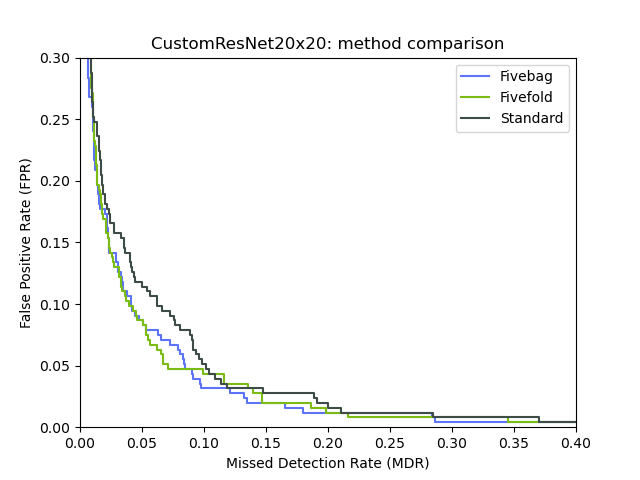 CustomResNet20x20: method comparison
Fivebag
Fivefold
Standard
False Positive Rate (FPR)
0.30
0.25
0.20
0.15
0.10
0.05
0.00
0.00 0.05 0.10 0.15 0.20 0.25 0.30 0.35 0.40
Missed Detection Rate (MDR)